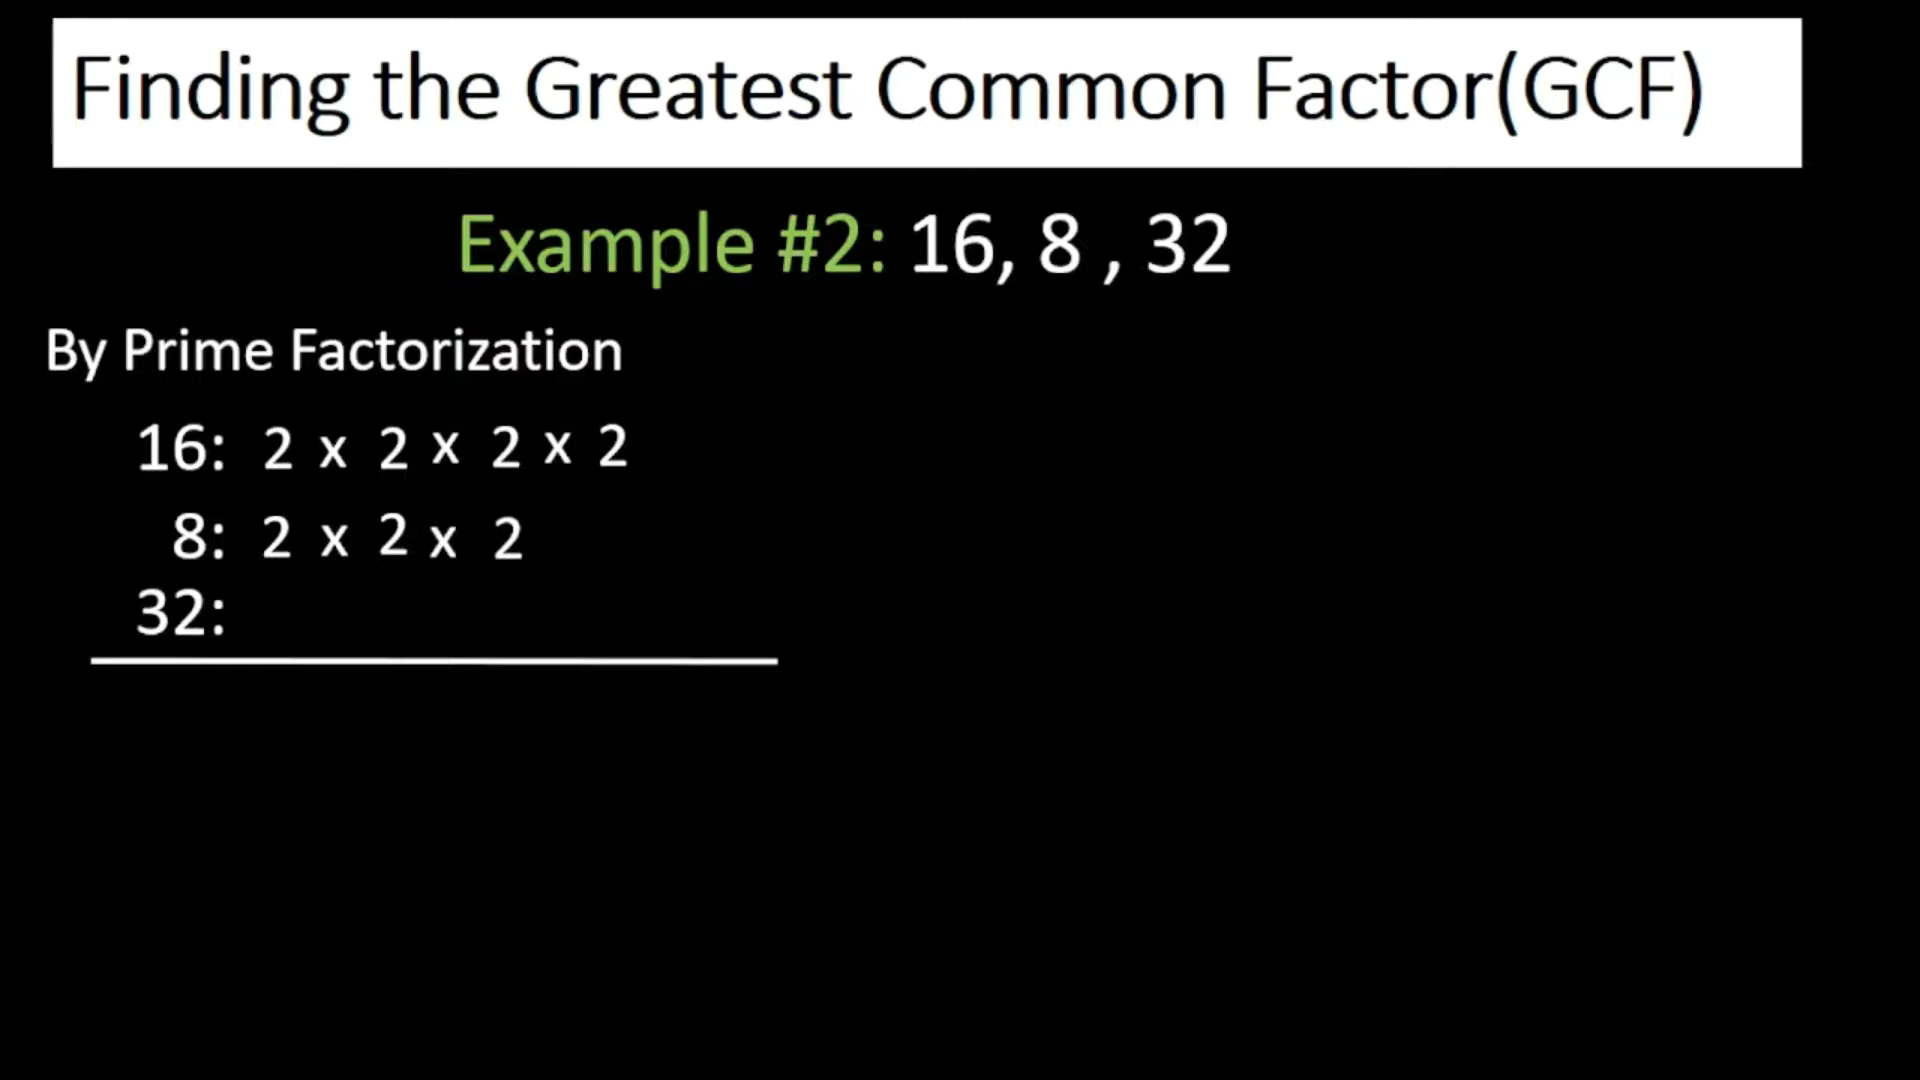 Finding the Greatest Common Factor(GCF)
Example #2: 16, 8 , 32
By Prime Factorization
16: 2 x 2 x 2 x 2
8: 2 x 2 x 2
32: